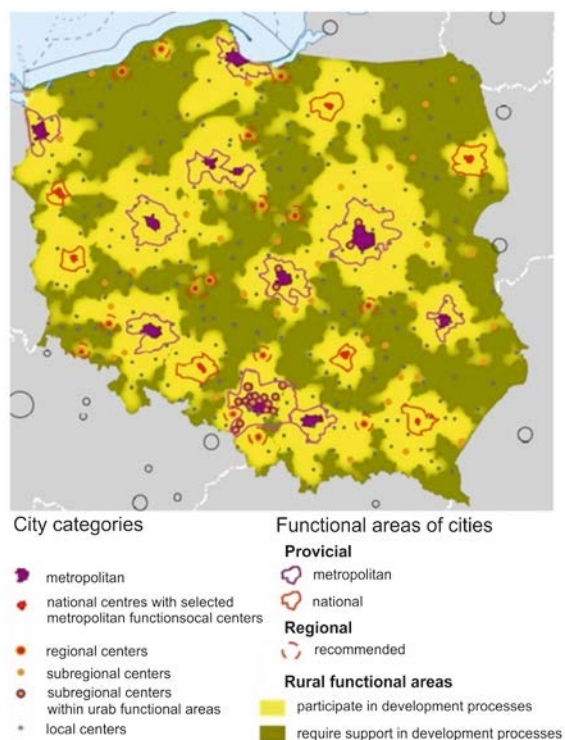 City categories
metropolitan
national centres with selected
metropolitan functionsocal centers
regional centers
subregional centers
subregional centers
within urab functional areas
local centers
Functional areas of cities
Provicial
metropolitan
national
Regional
recommended
Rural functional areas
participate in development processes
require support in development processes